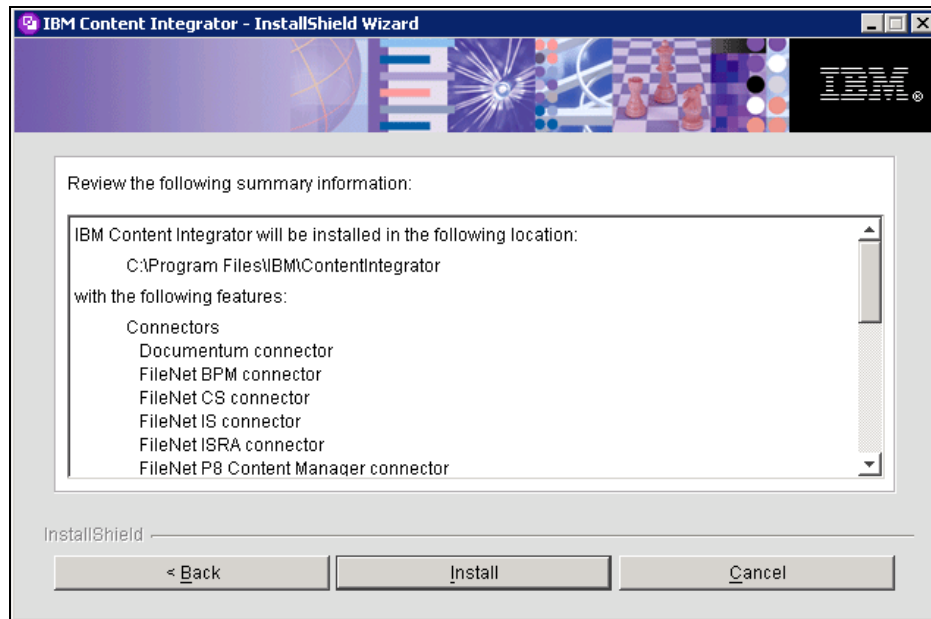 IBM Content Integrator - InstallShield Wizard
IBM®
Review the following summary information:
IBM Content Integrator will be installed in the following location:
C:\Program Files\IBM\ContentIntegrator
with the following features:
Connectors
Documentum connector
FileNet BPM connector
FileNet CS connector
FileNet IS connector
FileNet ISRA connector
FileNet P8 Content Manager connector
InstallShield
< Back
Install
Cancel